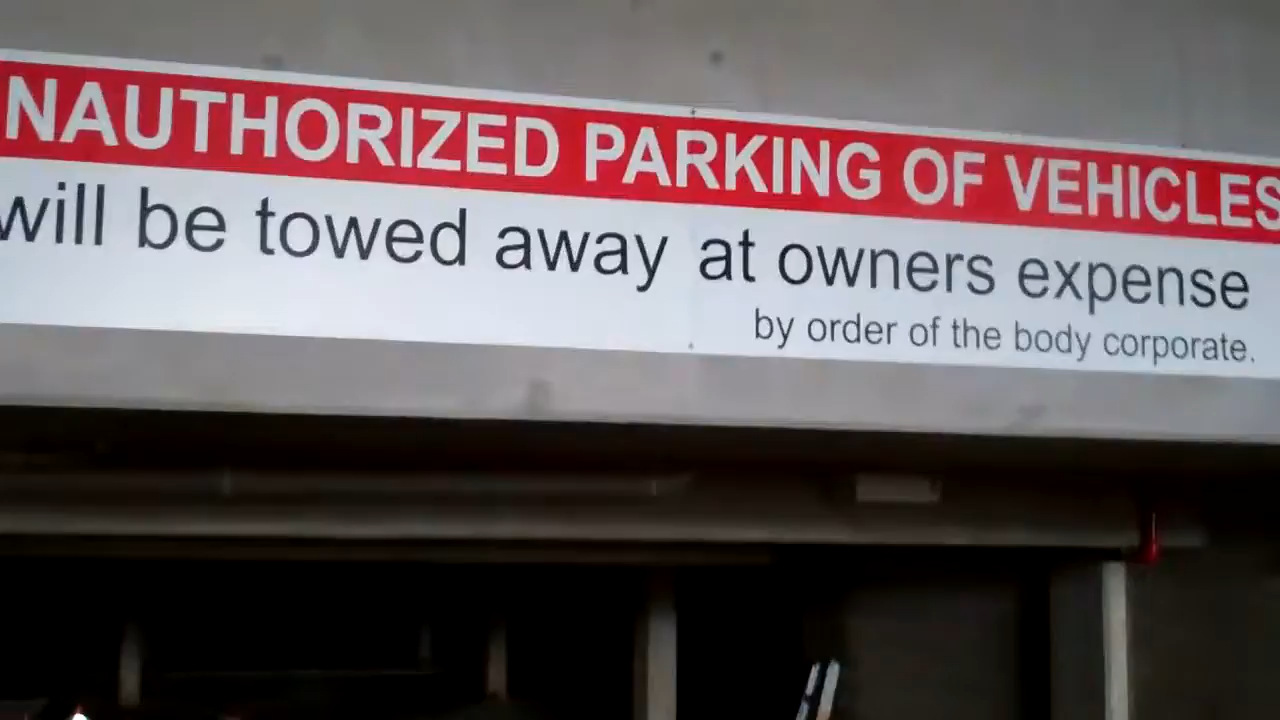 NAUTHORIZED PARKING OF VEHICLES
will be towed away at owners expense
by order of the body corporate.